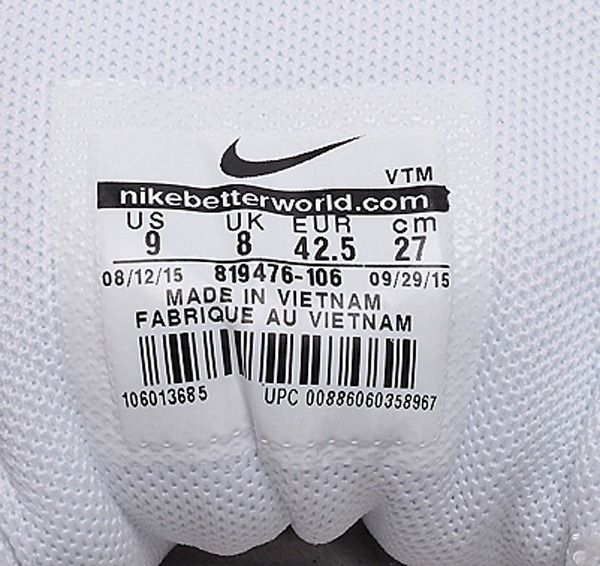 VTM
nikebetterworld.com
US UK EUR cm
9 8 42.5 27
08/12/15 819476-106 09/29/15
MADE IN VIETNAM
FABRIQUE AU VIETNAM
106013685 UPC 00886060358967